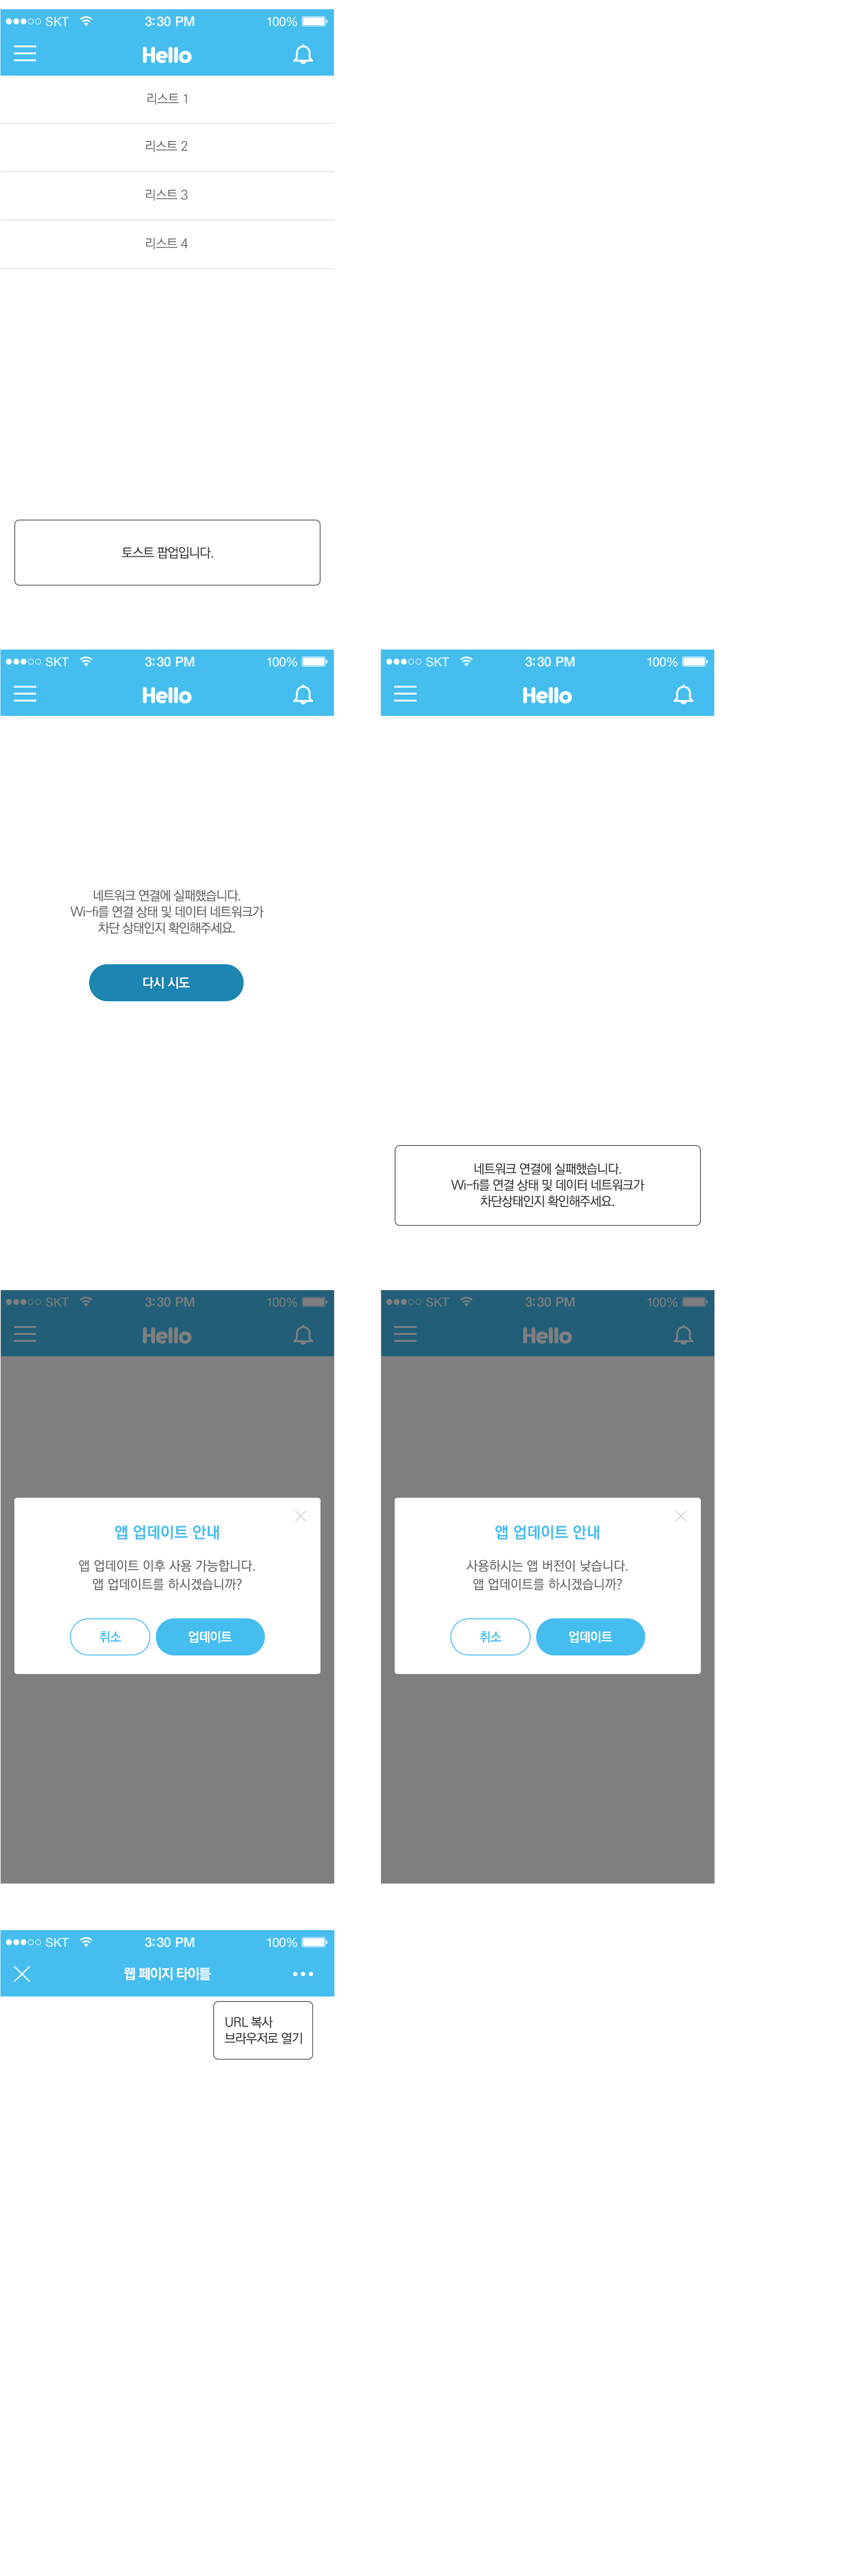 SKT 3:30 PM 100%
Hello
리스트 1
리스트 2
리스트 3
리스트 4
토스트 팝업입니다.
SKT 3:30 PM 100%
Hello
네트워크 연결에 실패했습니다.
Wi-fi를 연결 상태 및 데이터 네트워크가
차단 상태인지 확인해주세요.
다시 시도
SKT 3:30 PM 100%
Hello
네트워크 연결에 실패했습니다.
Wi-fi를 연결 상태 및 데이터 네트워크가
차단상태인지 확인해주세요.
SKT 3:30 PM 100%
Hello
앱 업데이트 안내
앱 업데이트 이후 사용 가능합니다.
앱 업데이트를 하시겠습니까?
취소 업데이트
SKT 3:30 PM 100%
Hello
앱 업데이트 안내
사용하시는 앱 버전이 낮습니다.
앱 업데이트를 하시겠습니까?
취소 업데이트
SKT 3:30 PM 100%
웹 페이지 타이틀
URL 복사
브라우저로 열기